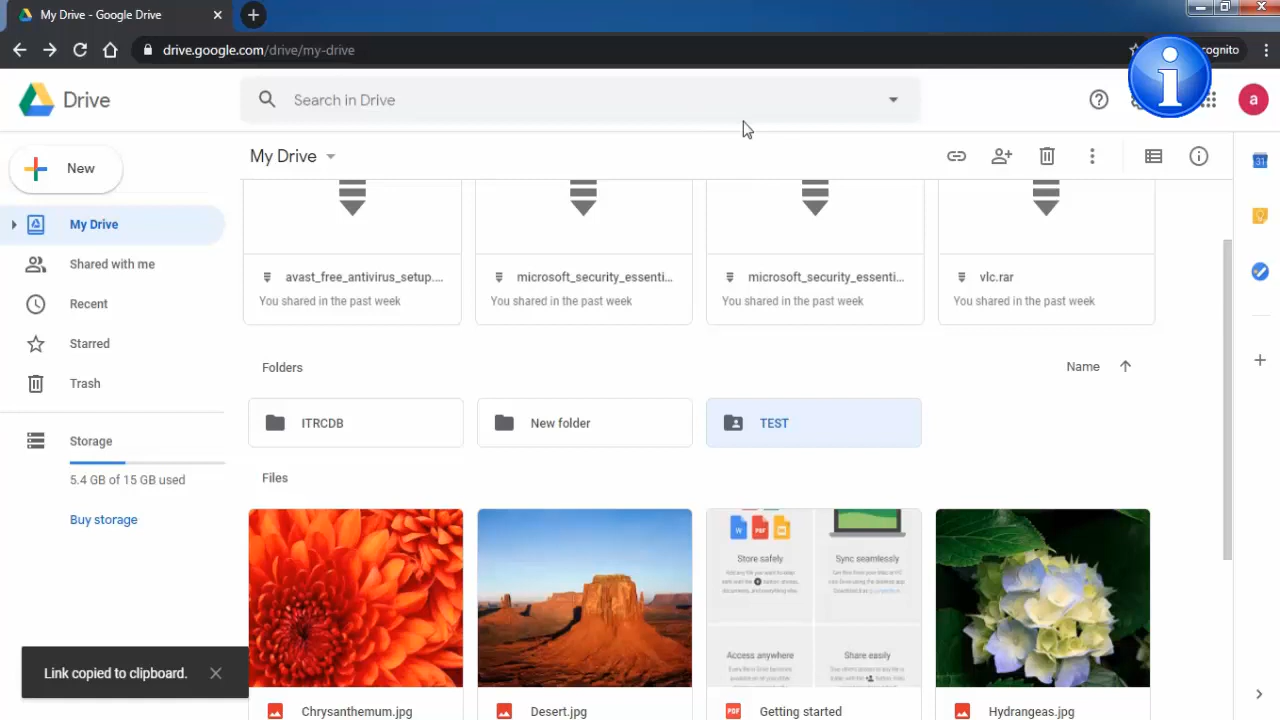 My Drive - Google Drive
drive.google.com/drive/my-drive
cognito
Drive
Search in Drive
a
New
My Drive
31
My Drive
Shared with me
Recent
Starred
Trash
Storage
5.4 GB of 15 GB used
Buy storage
avast_free_antivirus_setup....
You shared in the past week
microsoft_security_essenti...
You shared in the past week
microsoft_security_essenti...
You shared in the past week
vlc.rar
You shared in the past week
Folders
Name
ITRCDB
New folder
TEST
Files
W
PDF
Store safely
Sync seamlessly
Access anywhere
Share easily
Chrysanthemum.jpg
Desert.jpg
PDF
Getting started
Hydrangeas.jpg
Link copied to clipboard.